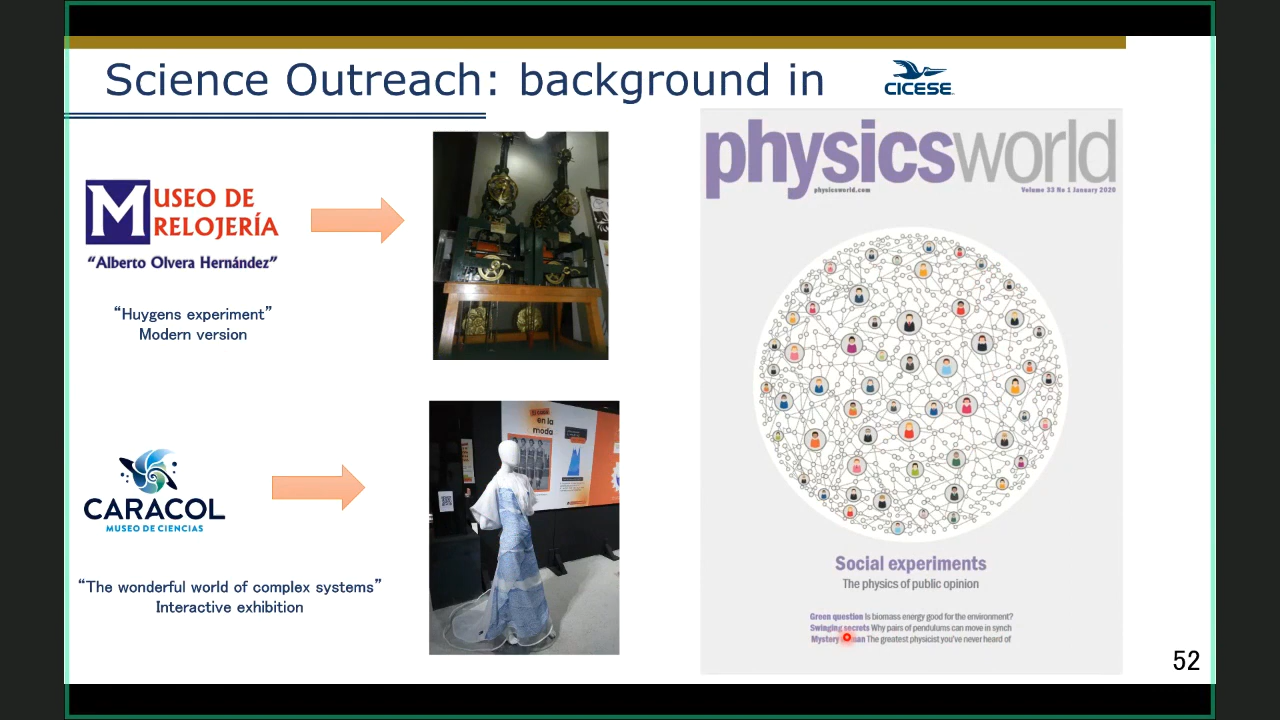 Science Outreach: background in
CICESE
MUSEO DE
RELOJERÍA
“Alberto Olvera Hernández”
“Huygens experiment”
Modern version
en la
moda
CARACOL
MUSEO DE CIENCIAS
“The wonderful world of complex systems”
Interactive exhibition
physicsworld
physicsworld.com
Volume 33 No 1 January 2020
Social experiments
The physics of public opinion
Green question Is biomass energy good for the environment?
Swinging secrets Why pairs of pendulums can move in synch
Mystery The greatest physicist you've never heard of
52